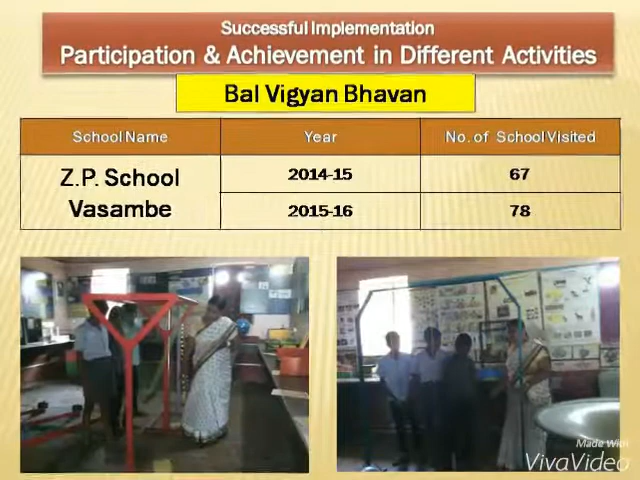 Successful Implementation
Participation & Achievement in Different Activities
Bal Vigyan Bhavan
School Name Year No. of School Visited
Z.P. School Vasambe 2014-15 67
2015-16 78
Made With
VivaVideo